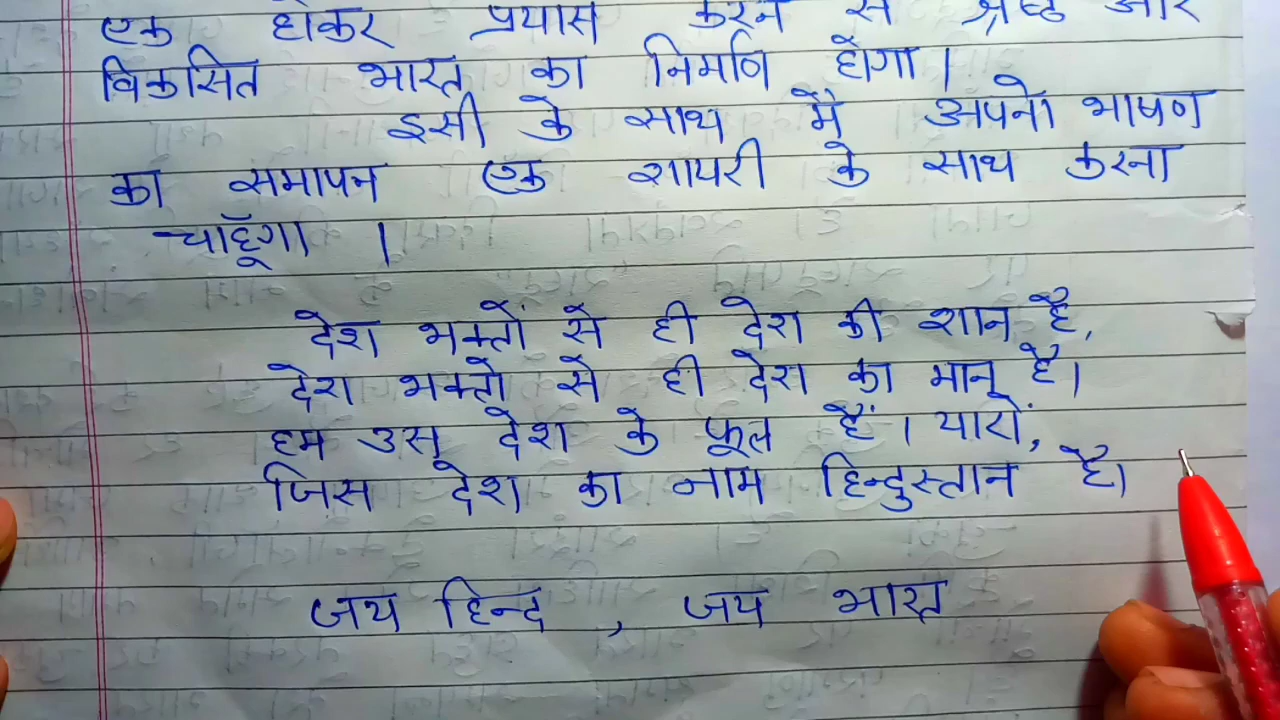 एक होकर प्रयास करने से श्रेष्ठ और
विकसित भारत का निर्माण होगा।
इसी के साथ मैं अपने भाषण
का समापन एक शायरी के साथ करना
चाहूँगा ।
देश भक्तों से ही देश की शान है,
देश भक्तो से ही देश का मान है।
हम उस देश के फूल हैं। यारों,
जिस देश का नाम हिन्दुस्तान है।
जय हिन्द , जय भारत